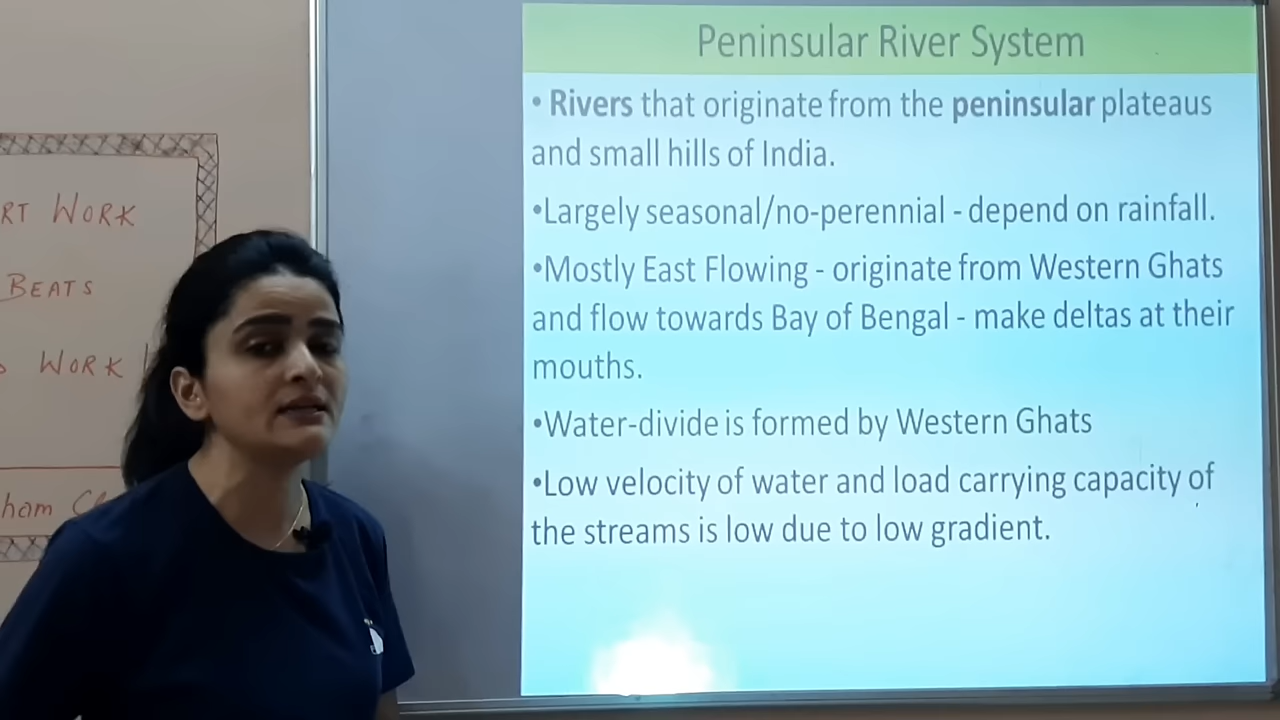 Peninsular River System
• Rivers that originate from the peninsular plateaus
and small hills of India.
•Largely seasonal/no-perennial - depend on rainfall.
•Mostly East Flowing - originate from Western Ghats
and flow towards Bay of Bengal - make deltas at their
mouths.
•Water-divide is formed by Western Ghats
•Low velocity of water and load carrying capacity of
the streams is low due to low gradient.
RT WORK
BEATS
WORK
ham